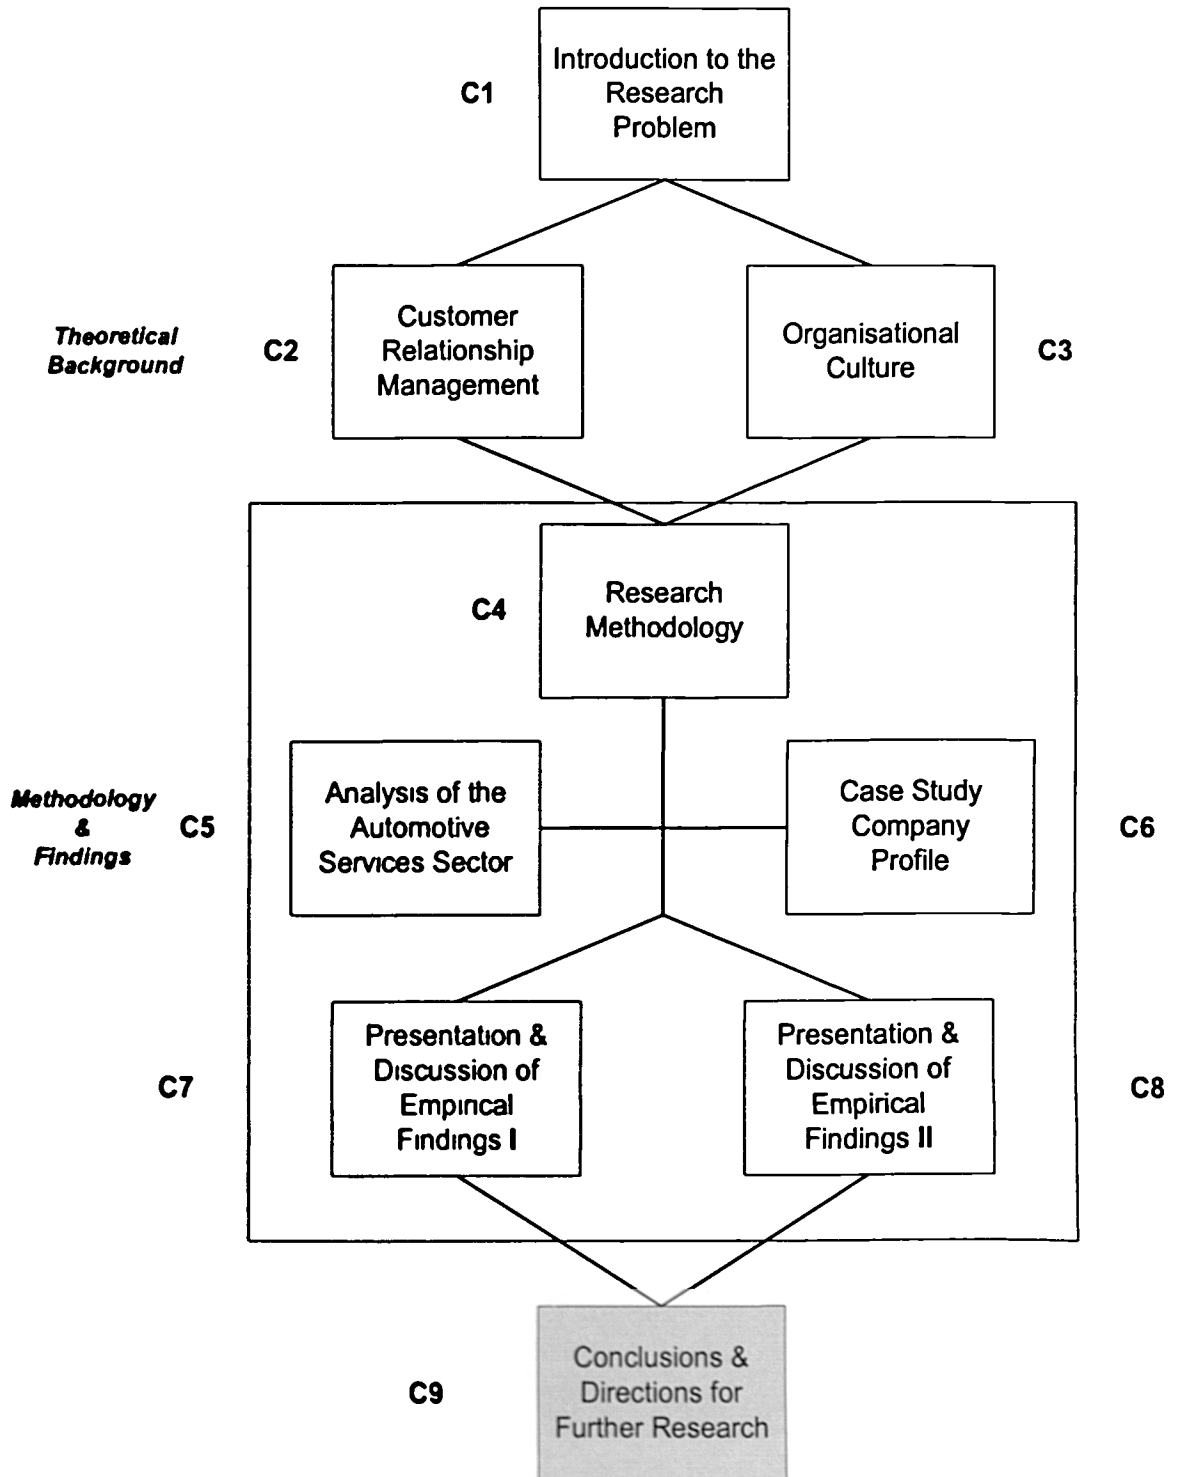 C1
Introduction to the
Research
Problem
Theoretical
Background
C2
Customer
Relationship
Management
Organisational
Culture
C3
C4
Research
Methodology
Methodology
&
Findings
C5
Analysis of the
Automotive
Services Sector
Case Study
Company
Profile
C6
C7
Presentation &
Discussion of
Empirical
Findings I
Presentation &
Discussion of
Empirical
Findings II
C8
C9
Conclusions &
Directions for
Further Research